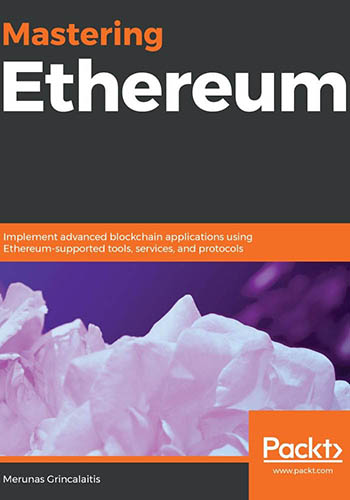 Mastering
Ethereum
Implement advanced blockchain applications using
Ethereum-supported tools, services, and protocols
Packt>
www.packt.com
Merunas Grincalaitis